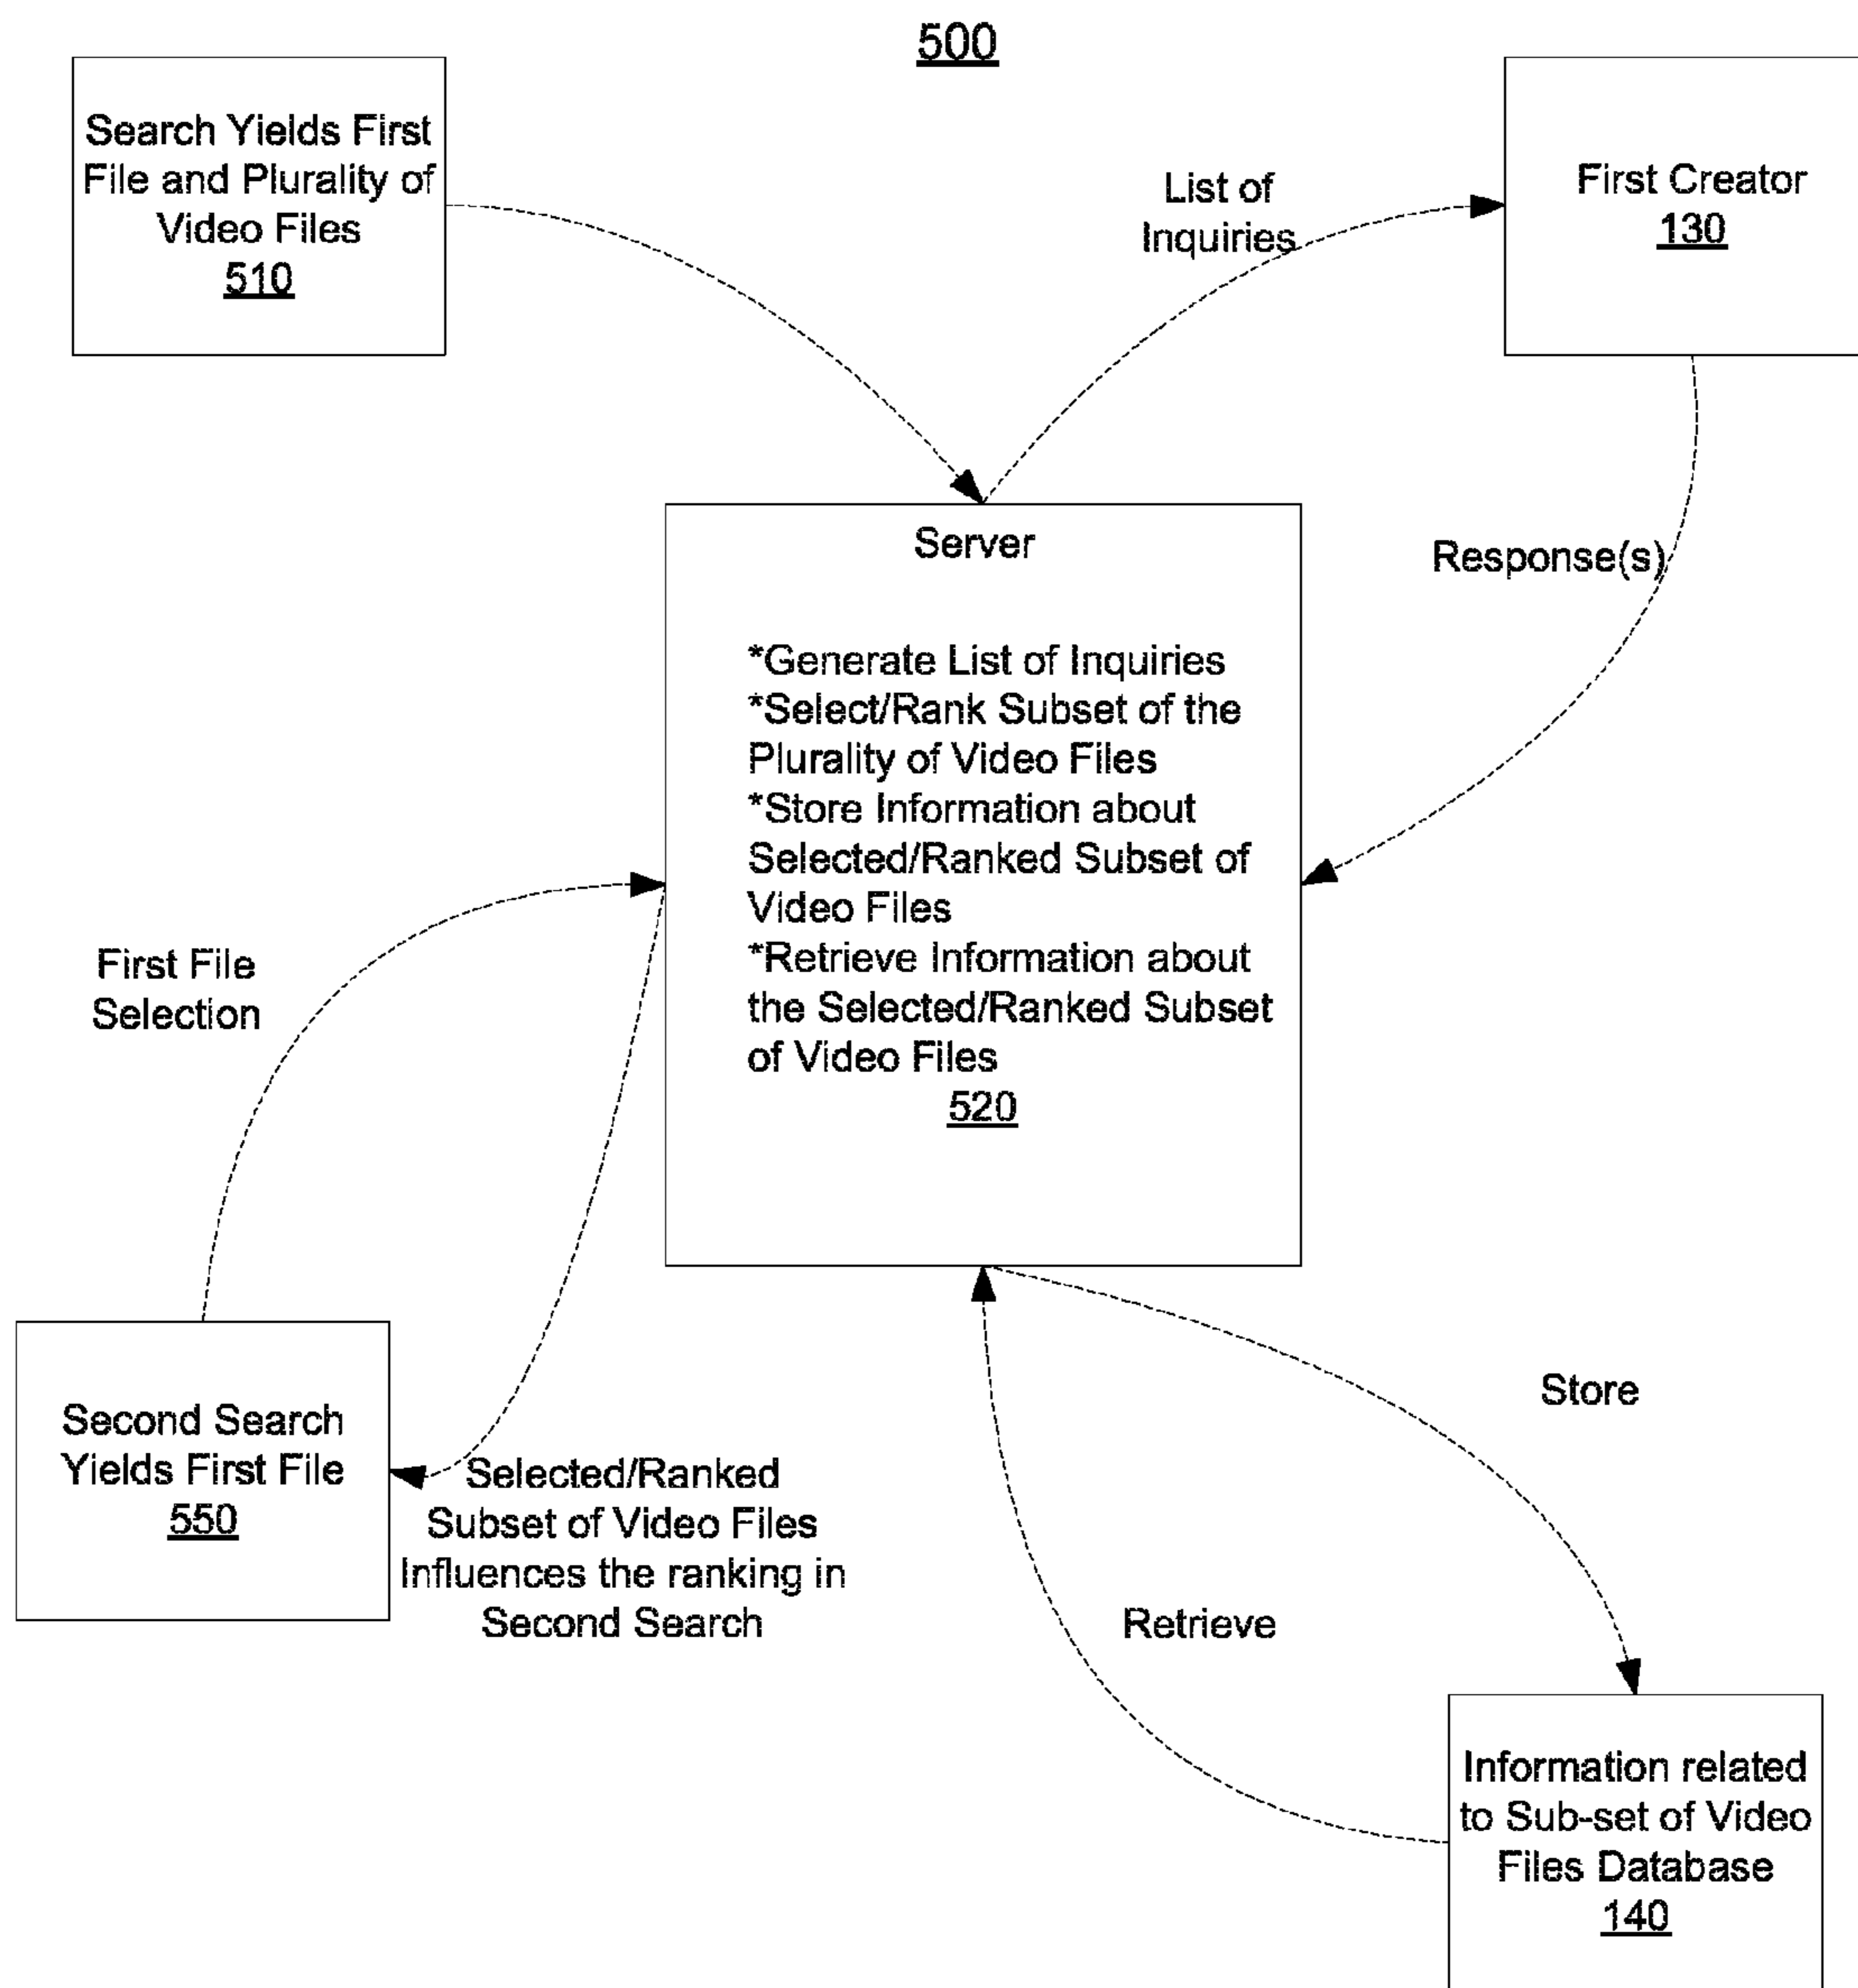 500
Search Yields First
File and Plurality of
Video Files
510
List of
Inquiries
First Creator
130
Server
*Generate List of Inquiries
*Select/Rank Subset of the
Plurality of Video Files
*Store Information about
Selected/Ranked Subset of
Video Files
*Retrieve Information about
the Selected/Ranked Subset
of Video Files
520
Response(s)
First File
Selection
Second Search
Yields First File
550
Selected/Ranked
Subset of Video Files
Influences the ranking in
Second Search
Store
Retrieve
Information related
to Sub-set of Video
Files Database
140